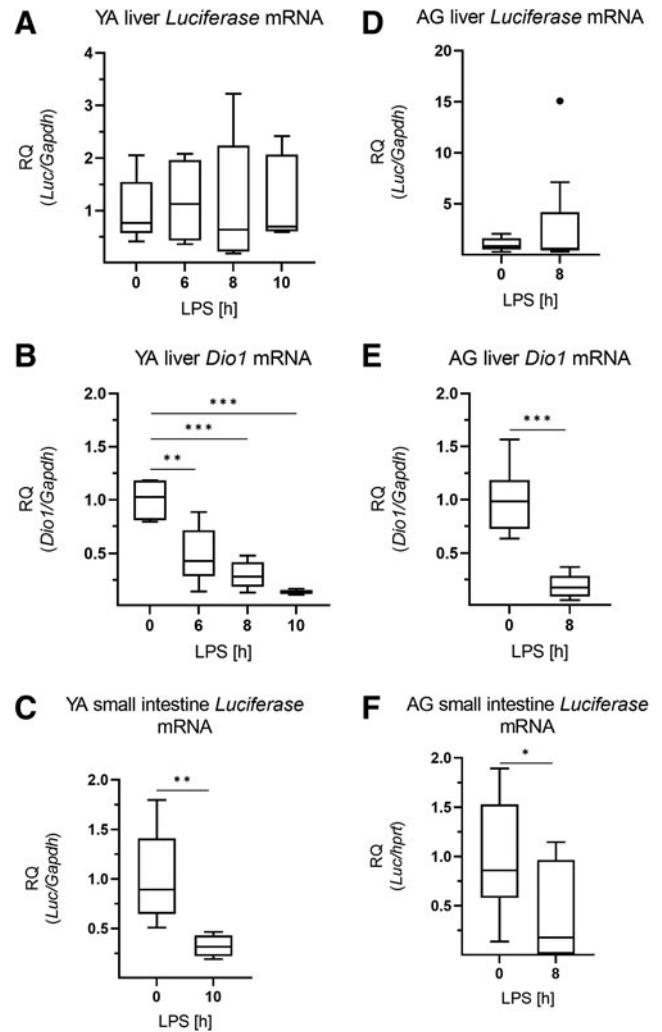 A
YA liver Luciferase mRNA
RQ
(Luc/Gapdh)
4
3
2
1
0
0 6 8 10
LPS [h]
D
AG liver Luciferase mRNA
RQ
(Luc/Gapdh)
20
15
10
5
0 8
LPS [h]
B
YA liver Dio1 mRNA
RQ
(Dio1/Gapdh)
2.0
1.5
1.0
0.5
***
***
**
0 6 8 10
LPS [h]
E
AG liver Dio1 mRNA
RQ
(Dio1/Gapdh)
2.0
1.5
1.0
0.5
***
0 8
LPS [h]
C
YA small intestine Luciferase
mRNA
RQ
(Luc/Gapdh)
2.0
1.5
1.0
0.5
**
0 10
LPS [h]
F
AG small intestine Luciferase
mRNA
RQ
(Luc/hprt)
2.0
1.5
1.0
0.5
*
0 8
LPS [h]